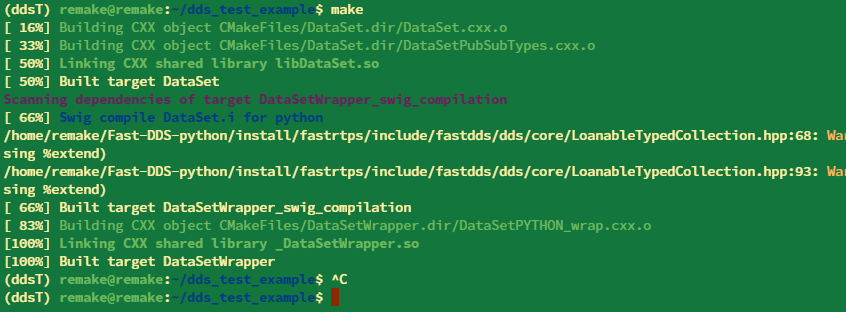 (ddsT) remake@remake:~/dds_test_example$ make
[ 16%] Building CXX object CMakeFiles/DataSet.dir/DataSet.cxx.o
[ 33%] Building CXX object CMakeFiles/DataSet.dir/DataSetPubSubTypes.cxx.o
[ 50%] Linking CXX shared library libDataSet.so
[ 50%] Built target DataSet
Scanning dependencies of target DataSetWrapper_swig_compilation
[ 66%] Swig compile DataSet.i for python
/home/remake/Fast-DDS-python/install/fastrtps/include/fastdds/dds/core/LoanableTypedCollection.hpp:68: Wa
sing %extend)
/home/remake/Fast-DDS-python/install/fastrtps/include/fastdds/dds/core/LoanableTypedCollection.hpp:93: Wa
sing %extend)
[ 66%] Built target DataSetWrapper_swig_compilation
[ 83%] Building CXX object CMakeFiles/DataSetWrapper.dir/DataSetPYTHON_wrap.cxx.o
[100%] Linking CXX shared library _DataSetWrapper.so
[100%] Built target DataSetWrapper
(ddsT) remake@remake:~/dds_test_example$ ^C
(ddsT) remake@remake:~/dds_test_example$